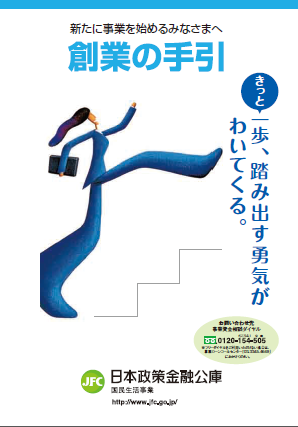 新たに事業を始めるみなさまへ
創業の手引
きっと
一歩、踏み出す勇気が
わいてくる。
お問い合わせ先
事業資金相談ダイヤル
0120-154-505
JFC
日本政策金融公庫
国民生活事業
http://www.jfc.go.jp/